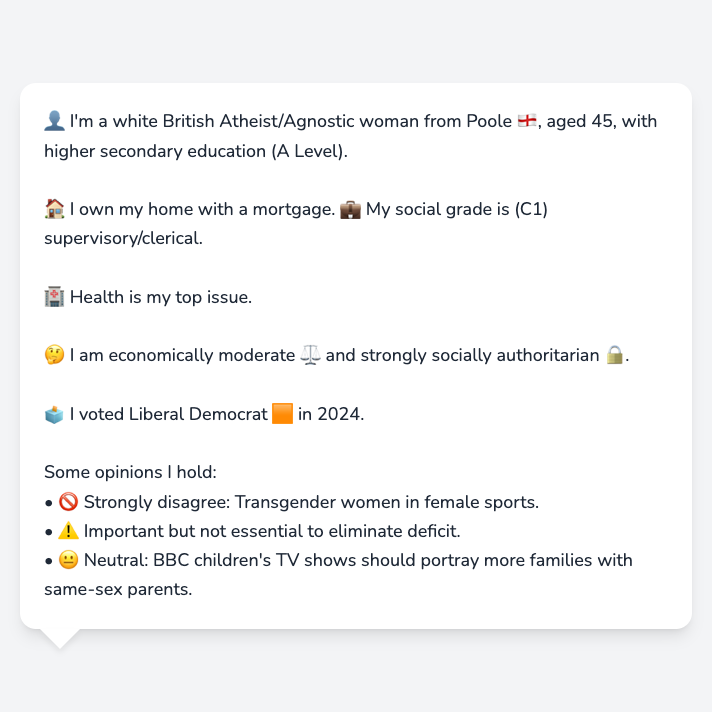 👤 I'm a white British Atheist/Agnostic woman from Poole 🏴󠁧󠁢󠁥󠁮󠁧󠁿, aged 45, with
higher secondary education (A Level).
🏠 I own my home with a mortgage. 💼 My social grade is (C1)
supervisory/clerical.
🏥 Health is my top issue.
🤔 I am economically moderate ⚖️ and strongly socially authoritarian 🔒.
🗳️ I voted Liberal Democrat 🟧 in 2024.
Some opinions I hold:
• 🚫 Strongly disagree: Transgender women in female sports.
• ⚠️ Important but not essential to eliminate deficit.
• 😐 Neutral: BBC children's TV shows should portray more families with
same-sex parents.